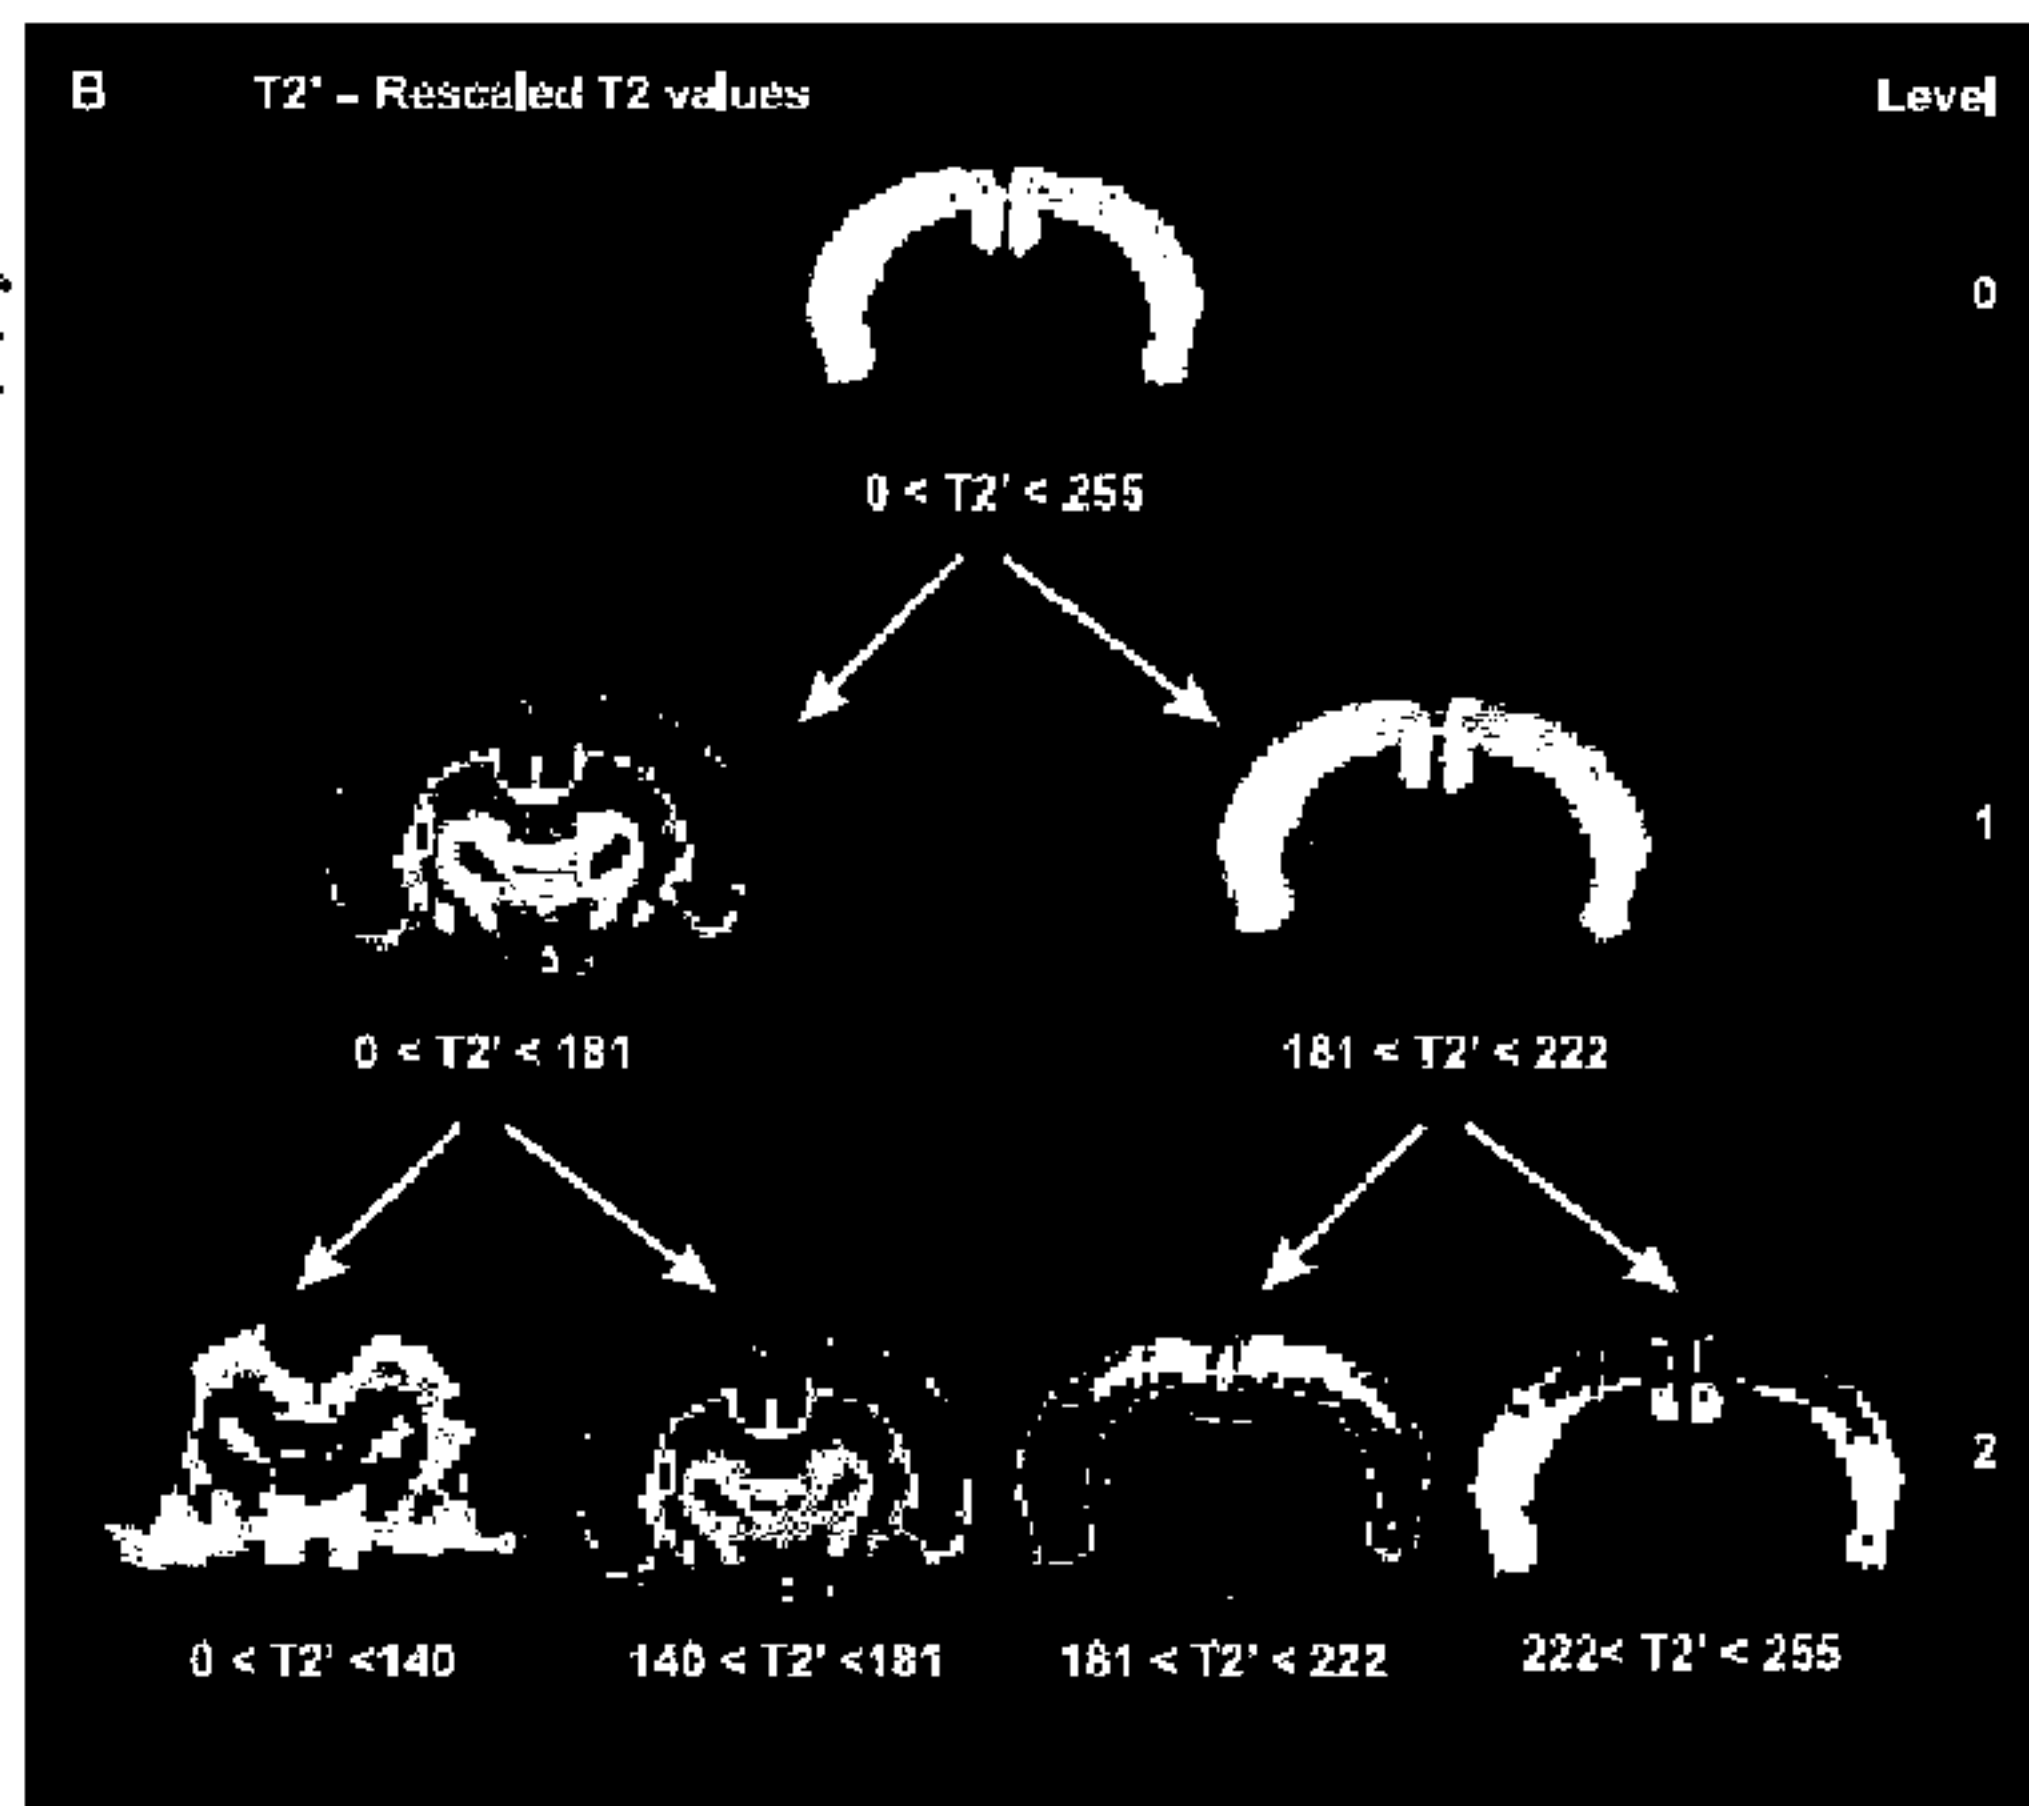 B T2' - Rescaled T2 values Level
0
0 < T2' < 255
1
0 < T2' < 181 181 < T2' < 222
2
0 < T2' <140 140 < T2' <181 181 < T2' < 222 222< T2' < 255